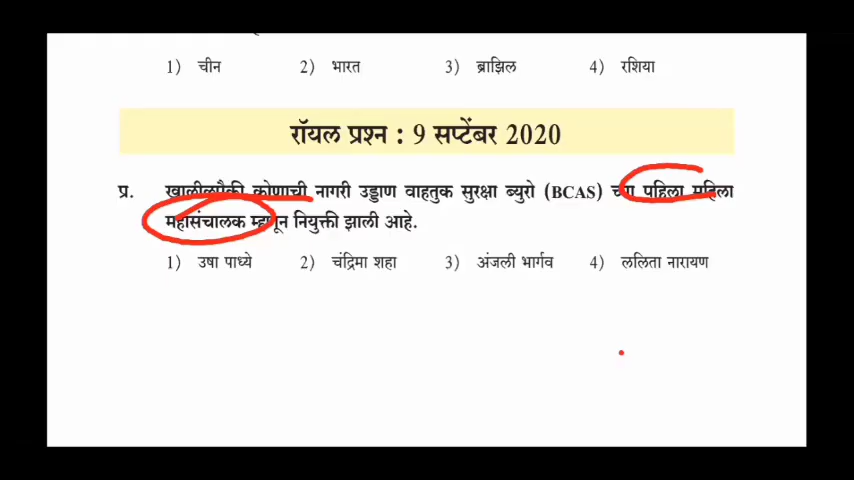 1) चीन 2) भारत 3) ब्राझिल 4) रशिया
रॉयल प्रश्न : 9 सप्टेंबर 2020
प्र. खालीलपैकी कोणाची नागरी उड्डाण वाहतुक सुरक्षा ब्युरो (BCAS) च्या पहिला महिला
महासंचालक म्हणून नियुक्ती झाली आहे.
1) उषा पाध्ये 2) चंद्रिमा शहा 3) अंजली भार्गव 4) ललिता नारायण